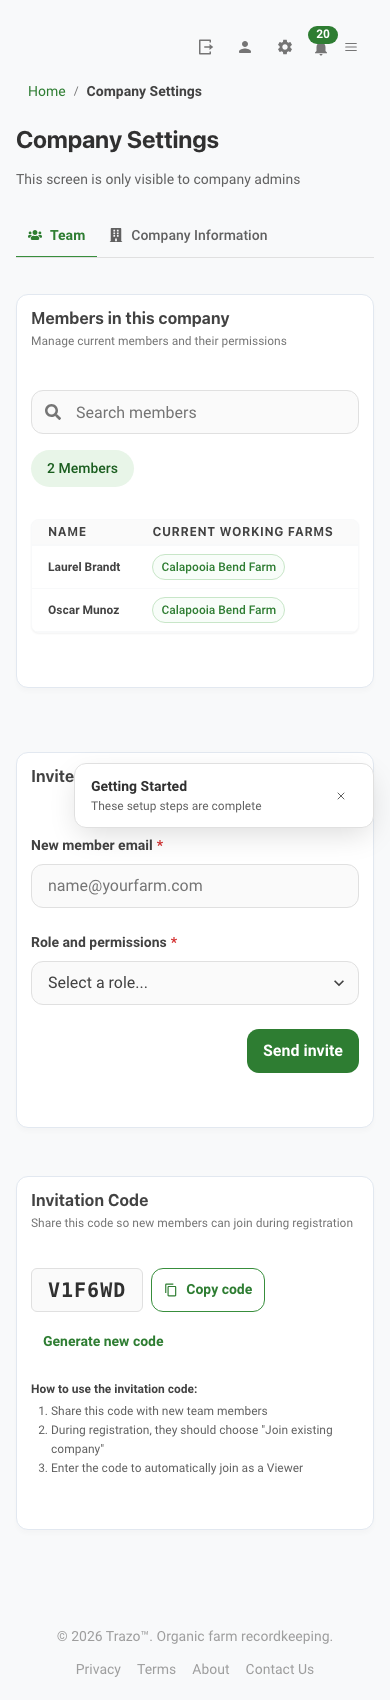 20
Home / Company Settings
Company Settings
This screen is only visible to company admins
Team Company Information
Members in this company
Manage current members and their permissions
Search members
2 Members
NAME CURRENT WORKING FARMS
Laurel Brandt Calapooia Bend Farm
Oscar Munoz Calapooia Bend Farm
Invite
Getting Started
These setup steps are complete
New member email *
name@yourfarm.com
Role and permissions *
Select a role...
Send invite
Invitation Code
Share this code so new members can join during registration
V1F6WD Copy code
Generate new code
How to use the invitation code:
1. Share this code with new team members
2. During registration, they should choose "Join existing
company"
3. Enter the code to automatically join as a Viewer
© 2026 Trazo™. Organic farm recordkeeping.
Privacy Terms About Contact Us